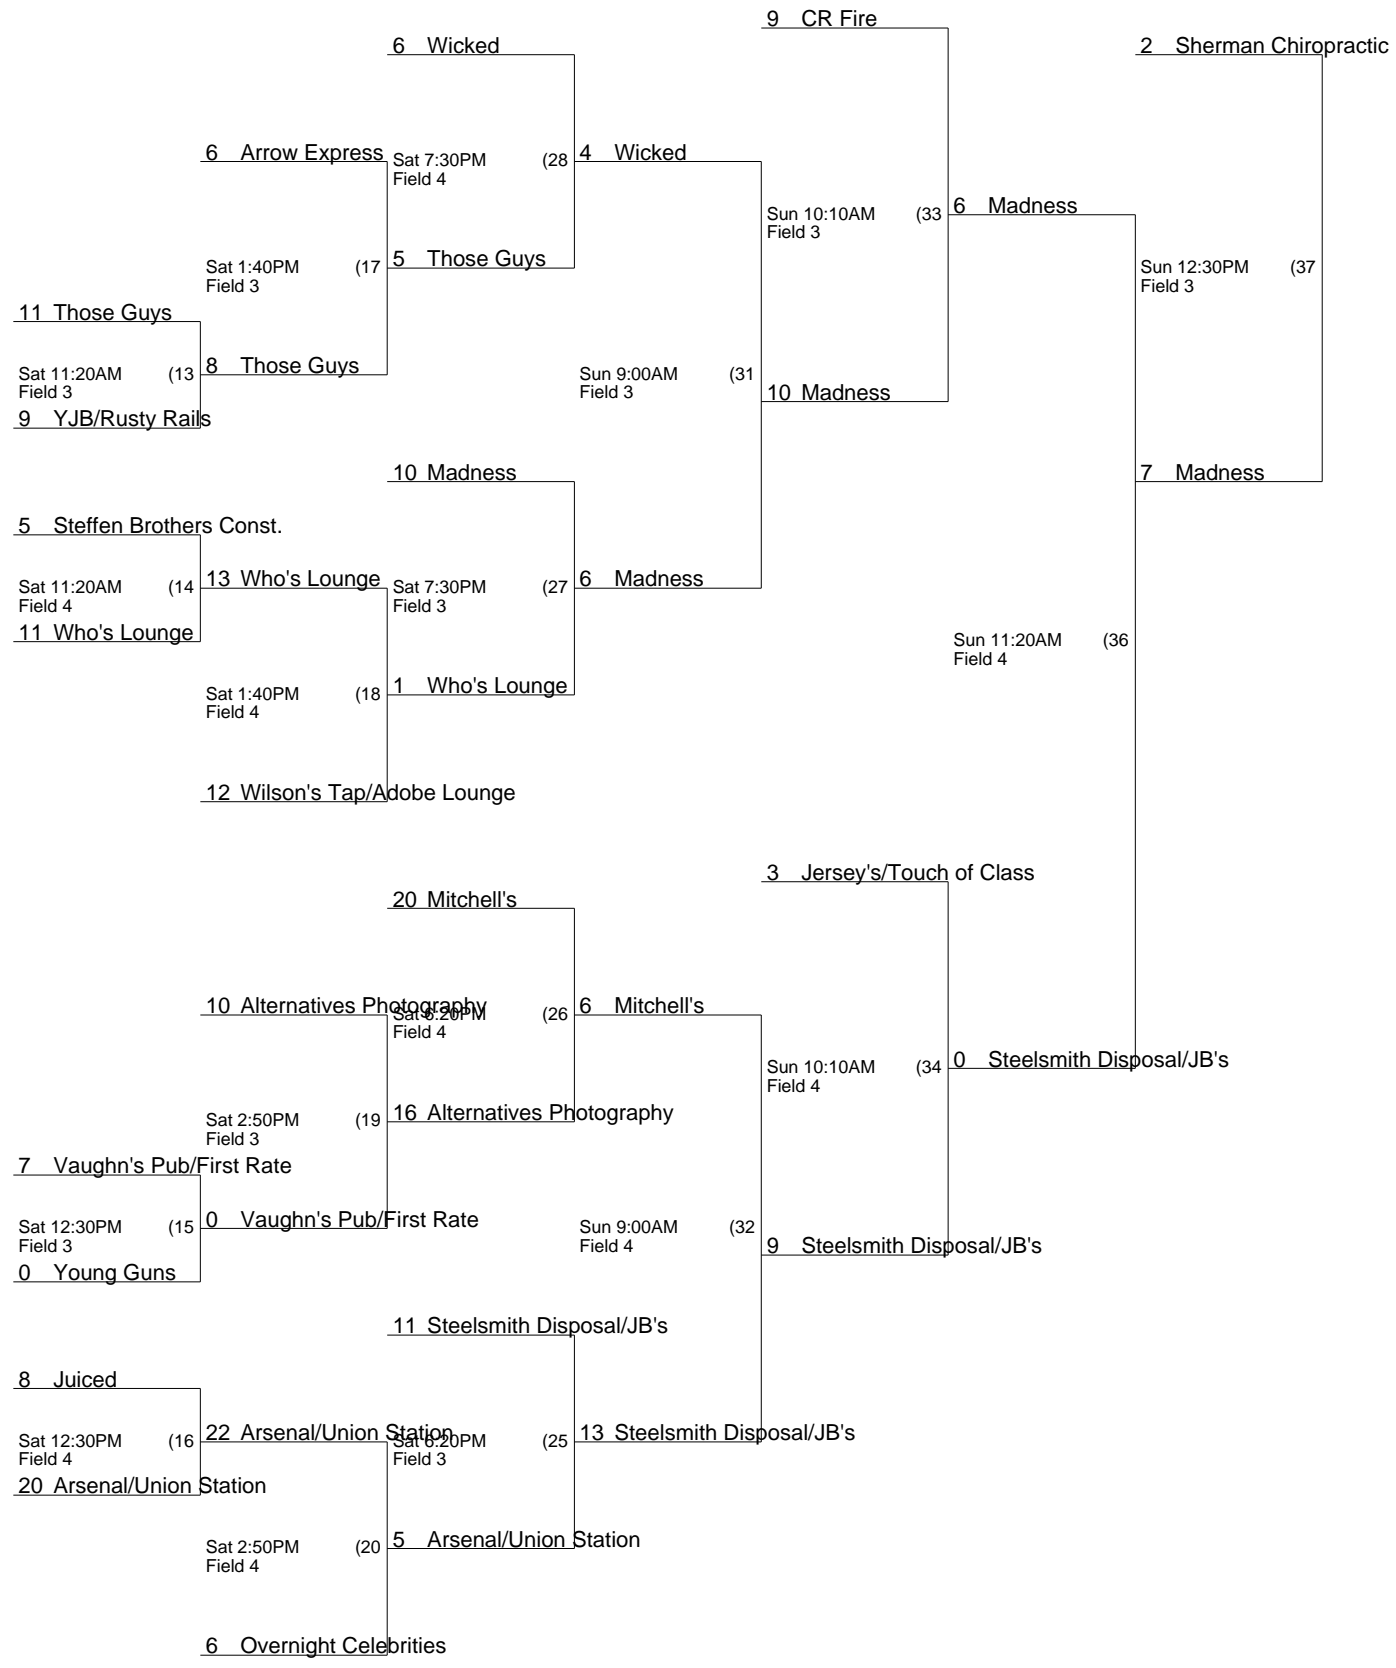 9 CR Fire
6 Wicked
2 Sherman Chiropractic
6 Arrow Express
Sat 7:30PM (28
Field 4
4 Wicked
Sun 10:10AM (33
Field 3
6 Madness
Sat 1:40PM (17
Field 3
5 Those Guys
Sun 12:30PM (37
Field 3
11 Those Guys
Sat 11:20AM (13
Field 3
8 Those Guys
Sun 9:00AM (31
Field 3
10 Madness
9 YJB/Rusty Rails
10 Madness
7 Madness
5 Steffen Brothers Const.
Sat 11:20AM (14
Field 4
13 Who's Lounge
Sat 7:30PM (27
Field 3
6 Madness
11 Who's Lounge
Sun 11:20AM (36
Field 4
Sat 1:40PM (18
Field 4
1 Who's Lounge
12 Wilson's Tap/Adobe Lounge
3 Jersey's/Touch of Class
20 Mitchell's
10 Alternatives Photography
Sat 6:20PM (26
Field 4
6 Mitchell's
Sun 10:10AM (34
Field 4
0 Steelsmith Disposal/JB's
Sat 2:50PM (19
Field 3
16 Alternatives Photography
7 Vaughn's Pub/First Rate
Sat 12:30PM (15
Field 3
0 Vaughn's Pub/First Rate
Sun 9:00AM (32
Field 4
9 Steelsmith Disposal/JB's
0 Young Guns
11 Steelsmith Disposal/JB's
8 Juiced
Sat 12:30PM (16
Field 4
22 Arsenal/Union Station
Sat 6:20PM (25
Field 3
13 Steelsmith Disposal/JB's
20 Arsenal/Union Station
Sat 2:50PM (20
Field 4
5 Arsenal/Union Station
6 Overnight Celebrities